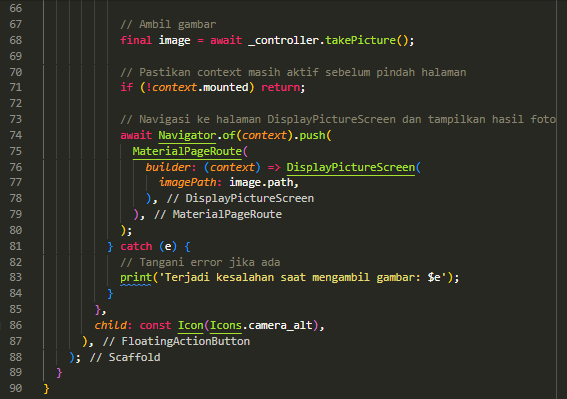 66
67 // Ambil gambar
68 final image = await _controller.takePicture();
69
70 // Pastikan context masih aktif sebelum pindah halaman
71 if (!context.mounted) return;
72
73 // Navigasi ke halaman DisplayPictureScreen dan tampilkan hasil foto
74 await Navigator.of(context).push(
75 MaterialPageRoute(
76 builder: (context) => DisplayPictureScreen(
77 imagePath: image.path,
78 ), // DisplayPictureScreen
79 ), // MaterialPageRoute
80 );
81 } catch (e) {
82 // Tangani error jika ada
83 print('Terjadi kesalahan saat mengambil gambar: $e');
84 }
85 },
86 child: const Icon(Icons.camera_alt),
87 ), // FloatingActionButton
88 ); // Scaffold
89 }
90 }